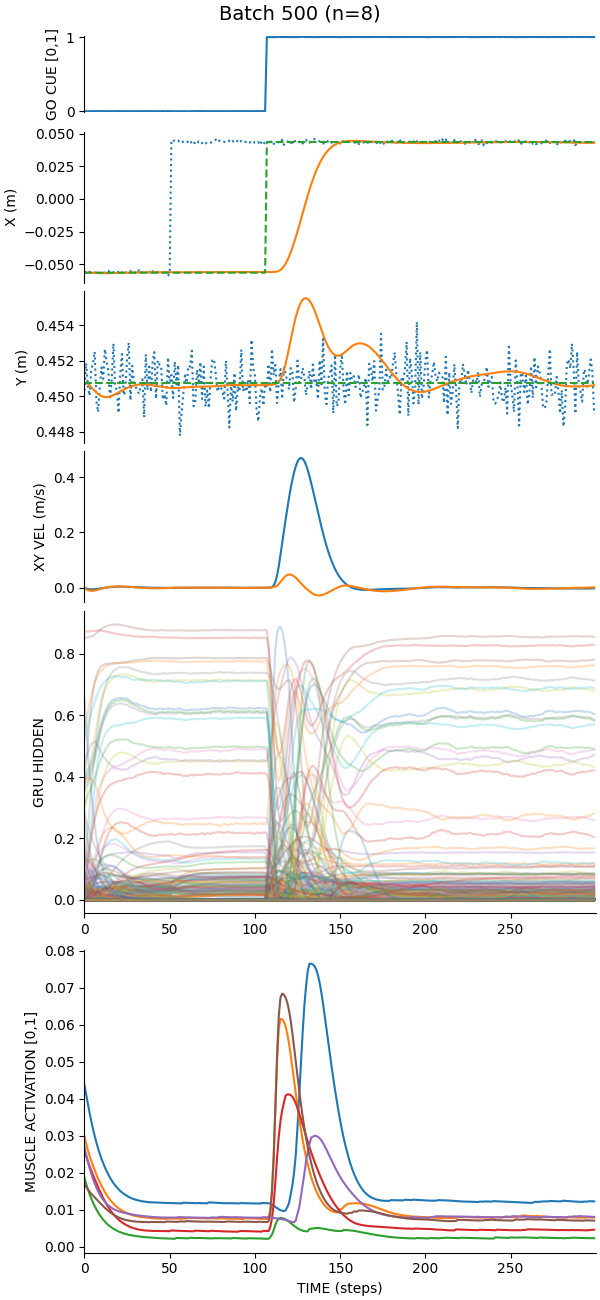 Batch 500 (n=8)
GO CUE [0,1]
1
0
X (m)
0.050
0.025
0.000
−0.025
−0.050
Y (m)
0.454
0.452
0.450
0.448
XY VEL (m/s)
0.4
0.2
0.0
GRU HIDDEN
0.8
0.6
0.4
0.2
0.0
0 50 100 150 200 250
MUSCLE ACTIVATION [0,1]
0.08
0.07
0.06
0.05
0.04
0.03
0.02
0.01
0.00
0 50 100 150 200 250
TIME (steps)